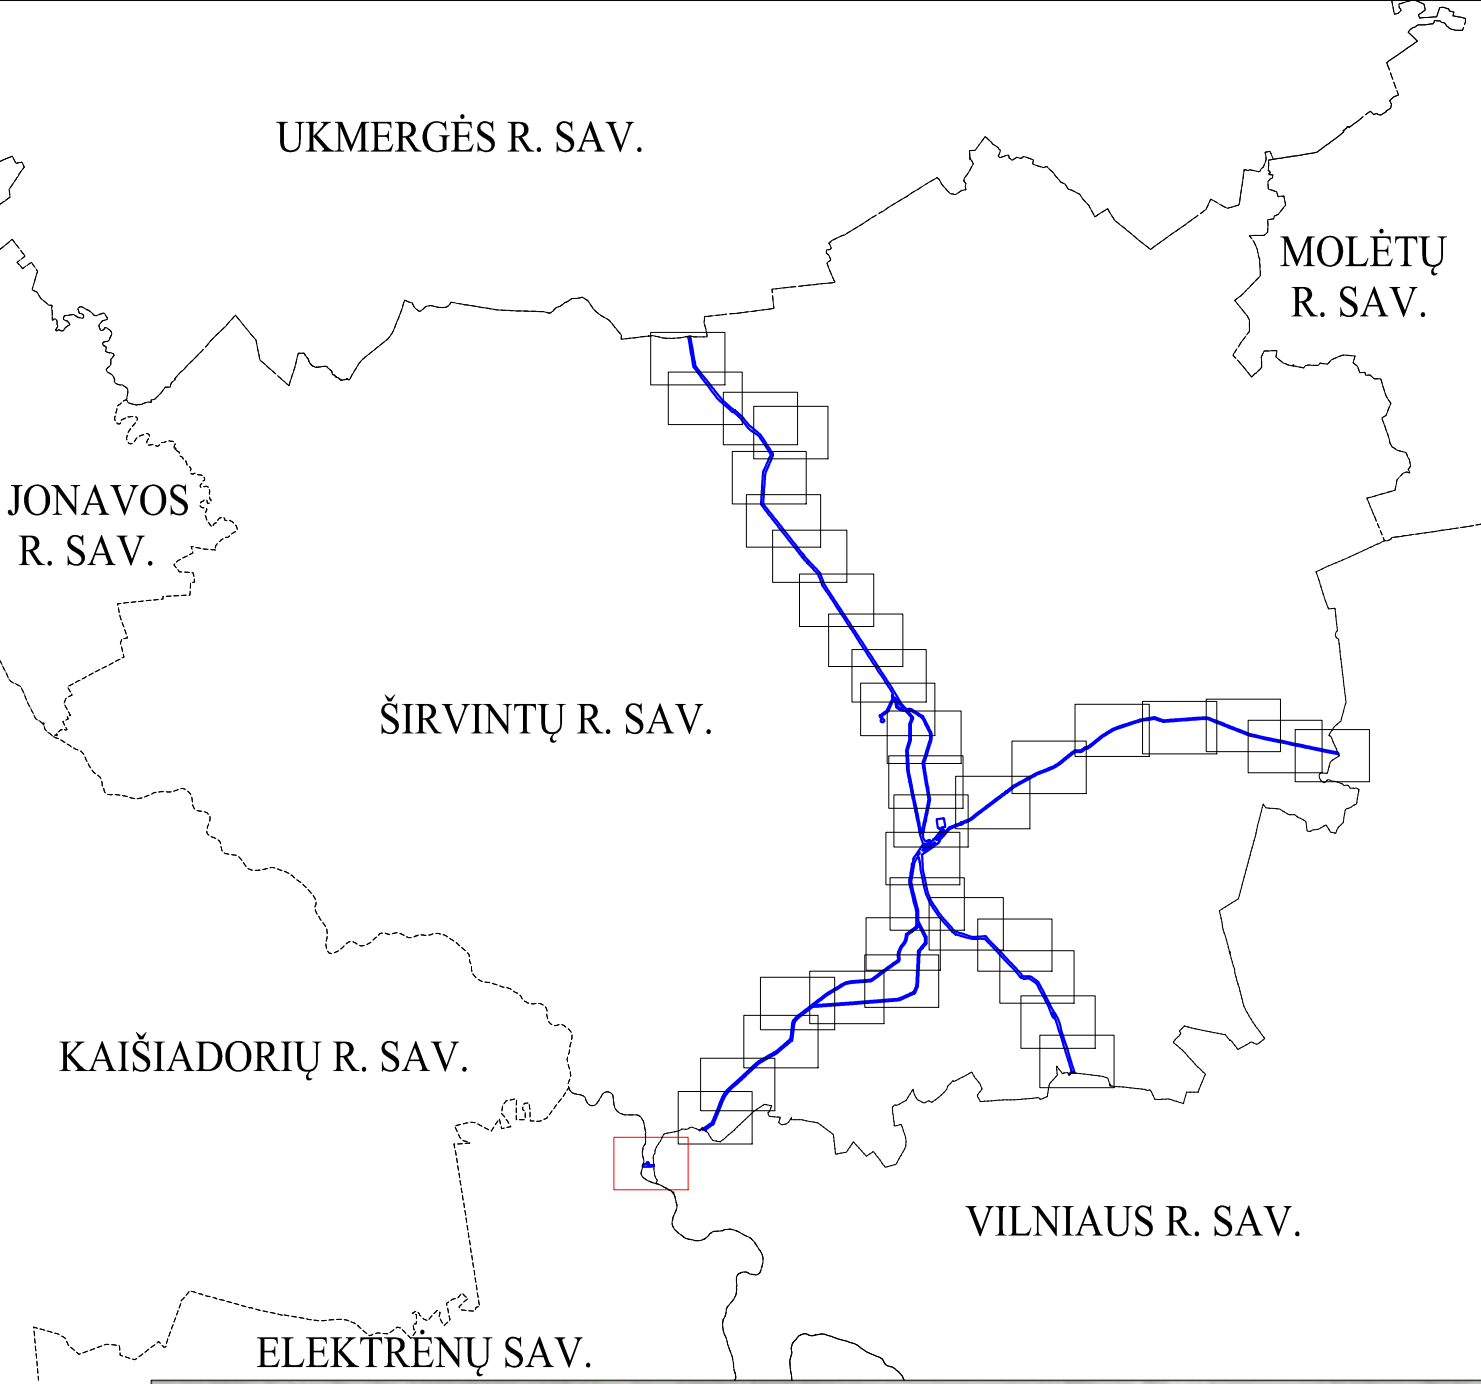 UKMERGĖS R. SAV.
MOLĖTŲ
R. SAV.
JONAVOS
R. SAV.
ŠIRVINTŲ R. SAV.
KAIŠIADORIŲ R. SAV.
VILNIAUS R. SAV.
ELEKTRĖNŲ SAV.